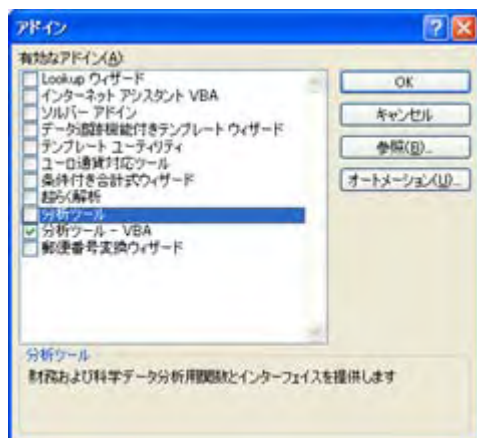 アドイン
有効なアドイン(A):
Lookup ウィザード
インターネット アシスタント VBA
ソルバー アドイン
データ追跡機能付きテンプレート ウィザード
テンプレート ユーティリティ
ユーロ通貨対応ツール
条件付き合計式ウィザード
超らく解析
分析ツール
分析ツール - VBA
郵便番号変換ウィザード
OK
キャンセル
参照(B)...
オートメーション(U)...
分析ツール
財務および科学データ分析用関数とインターフェイスを提供します